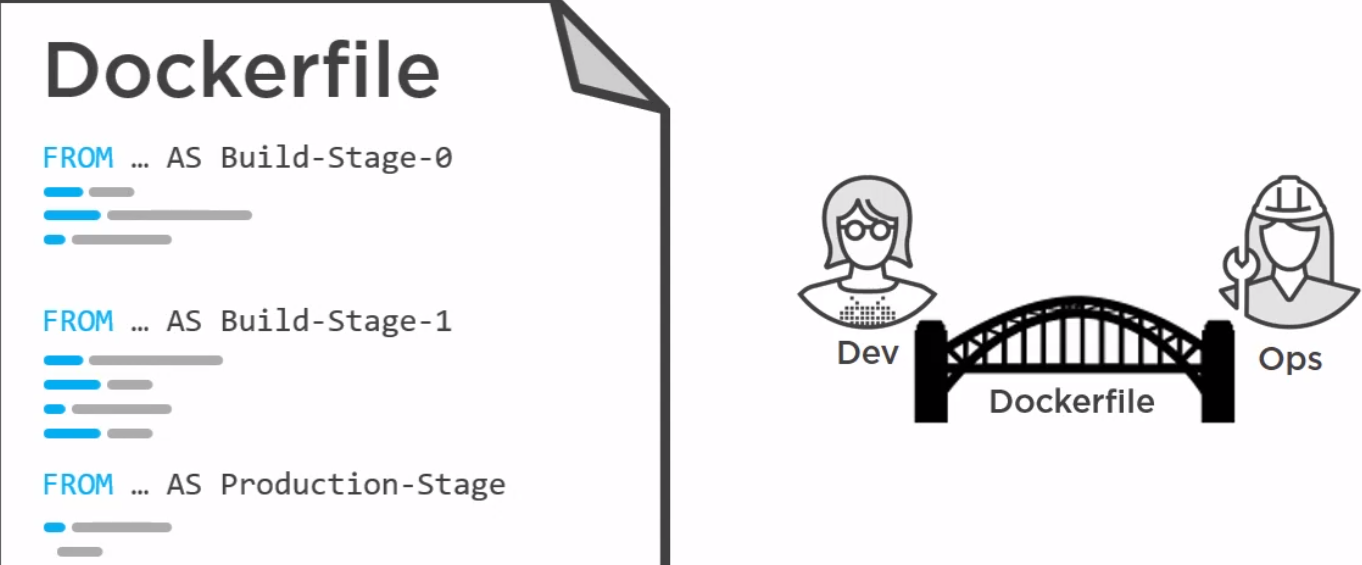 Dockerfile
FROM … AS Build-Stage-0
FROM … AS Build-Stage-1
FROM … AS Production-Stage
Dev
Ops
Dockerfile